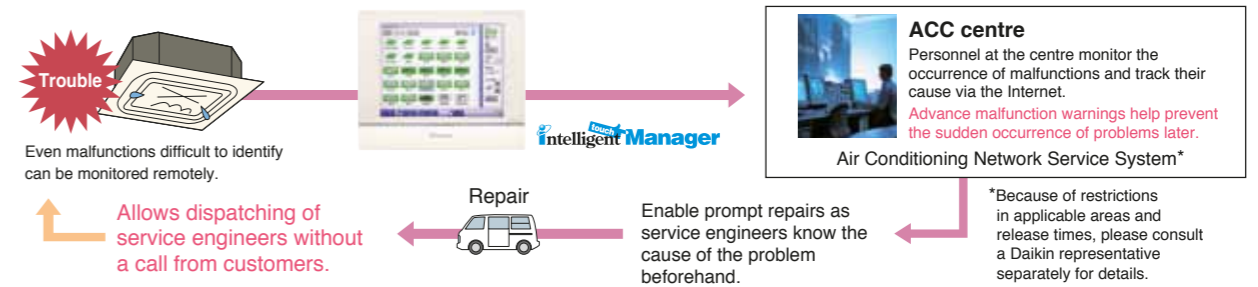 Trouble
Even malfunctions difficult to identify
can be monitored remotely.
intelligent touch Manager
ACC centre
Personnel at the centre monitor the
occurrence of malfunctions and track their
cause via the Internet.
Advance malfunction warnings help prevent
the sudden occurrence of problems later.
Air Conditioning Network Service System*
*Because of restrictions
in applicable areas and
release times, please consult
a Daikin representative
separately for details.
Enable prompt repairs as
service engineers know the
cause of the problem
beforehand.
Repair
Allows dispatching of
service engineers without
a call from customers.